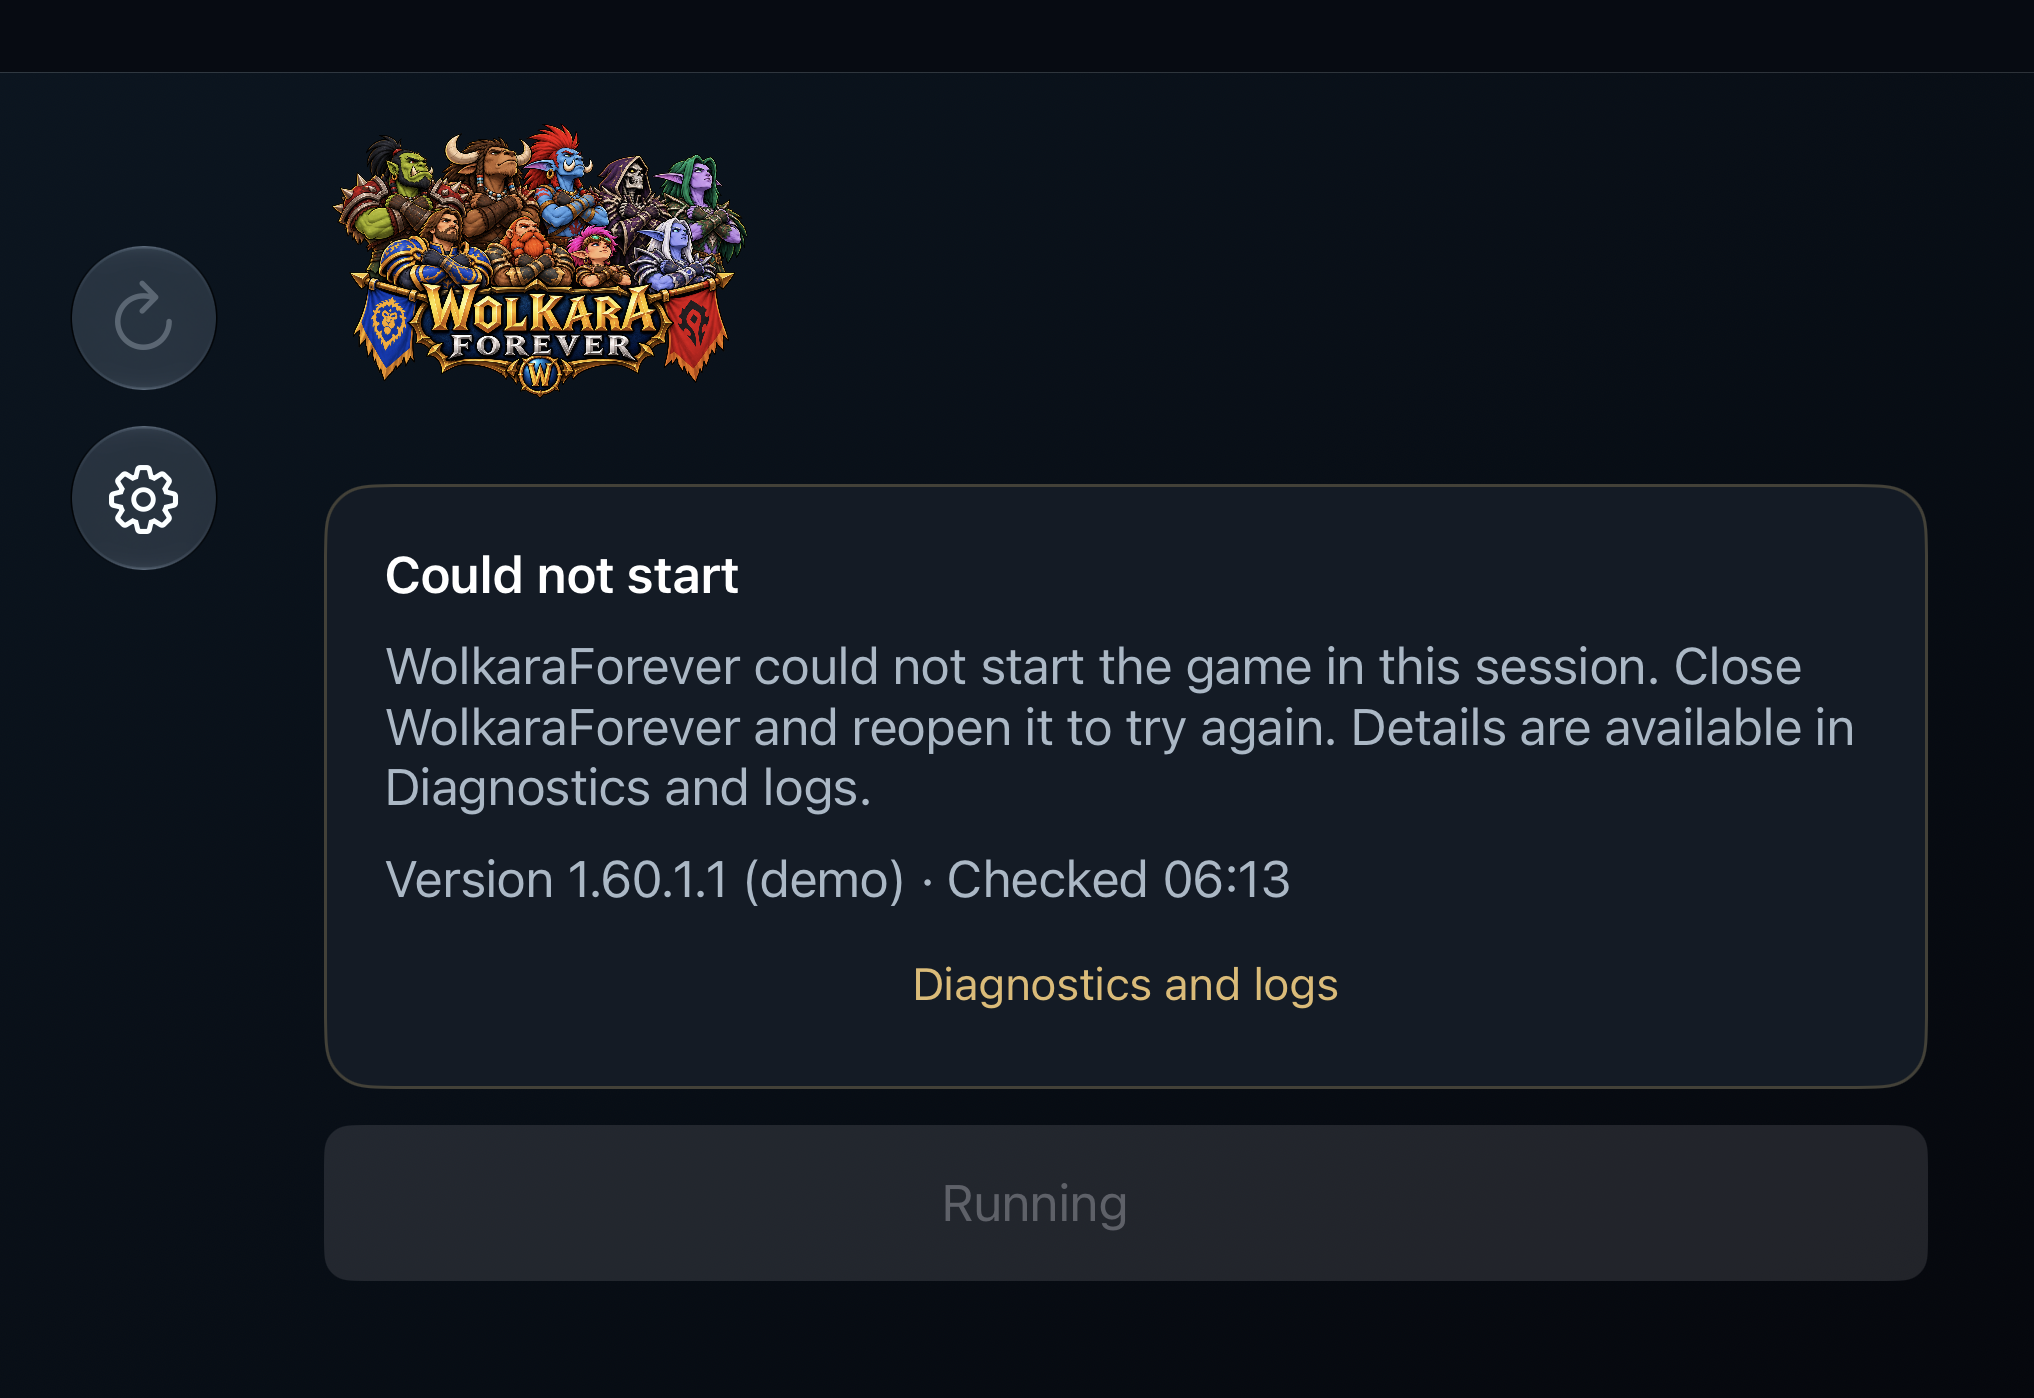 WOLKARA
FOREVER
W
Could not start
WolkaraForever could not start the game in this session. Close
WolkaraForever and reopen it to try again. Details are available in
Diagnostics and logs.
Version 1.60.1.1 (demo) · Checked 06:13
Diagnostics and logs
Running